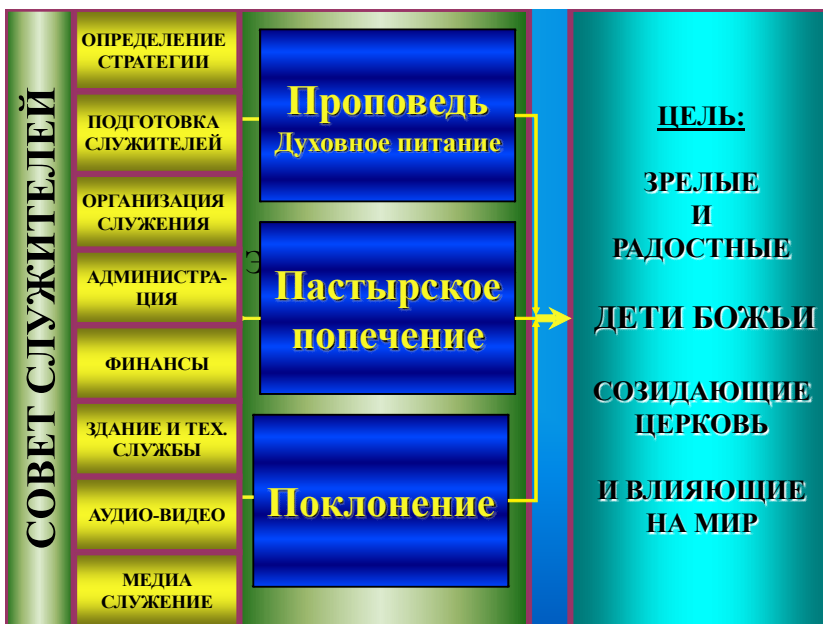 СОВЕТ СЛУЖИТЕЛЕЙ
ОПРЕДЕЛЕНИЕ
СТРАТЕГИИ
ПОДГОТОВКА
СЛУЖИТЕЛЕЙ
ОРГАНИЗАЦИЯ
СЛУЖЕНИЯ
АДМИНИСТРА-
ЦИЯ
ФИНАНСЫ
ЗДАНИЕ И ТЕХ.
СЛУЖБЫ
АУДИО-ВИДЕО
МЕДИА
СЛУЖЕНИЕ
Проповедь
Духовное питание
Пастырское
попечение
Поклонение
ЦЕЛЬ:
ЗРЕЛЫЕ
И
РАДОСТНЫЕ
ДЕТИ БОЖЬИ
СОЗИДАЮЩИЕ
ЦЕРКОВЬ
И ВЛИЯЮЩИЕ
НА МИР